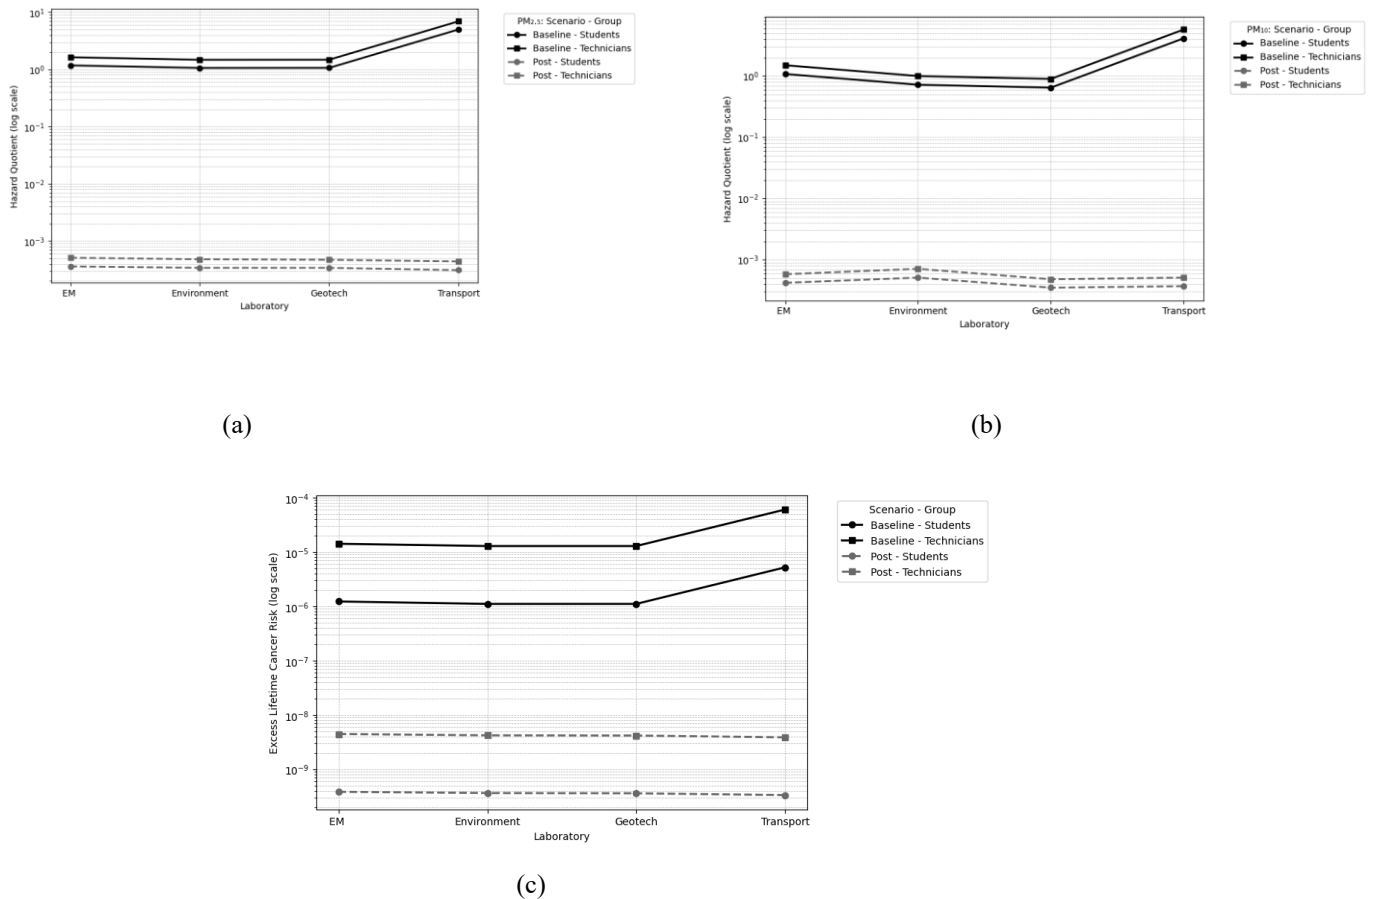 PM₂.₅: Scenario - Group
Baseline - Students
Baseline - Technicians
Post - Students
Post - Technicians
10¹
10⁰
10⁻¹
10⁻²
10⁻³
Hazard Quotient (log scale)
EM Environment Geotech Transport
Laboratory
(a)
PM₁₀: Scenario - Group
Baseline - Students
Baseline - Technicians
Post - Students
Post - Technicians
10⁰
10⁻¹
10⁻²
10⁻³
Hazard Quotient (log scale)
EM Environment Geotech Transport
Laboratory
(b)
Scenario - Group
Baseline - Students
Baseline - Technicians
Post - Students
Post - Technicians
10⁻⁴
10⁻⁵
10⁻⁶
10⁻⁷
10⁻⁸
10⁻⁹
Excess Lifetime Cancer Risk (log scale)
EM Environment Geotech Transport
Laboratory
(c)